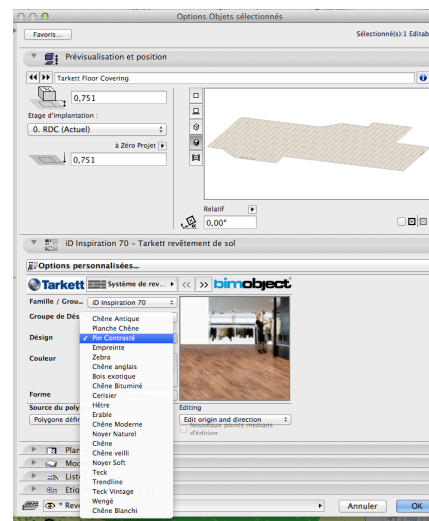 Options Objets sélectionnés
Favoris...
Sélectionné(s):1 Editab
Prévisualisation et position
Tarkett Floor Covering
0,751
Etage d'implantation :
0. RDC (Actuel)
à Zéro Projet
0,751
Relatif
0,00°
iD Inspiration 70 - Tarkett revêtement de sol
Options personnalisées...
Tarkett
Système de rev...
bimobject
Famille / Grou...
iD Inspiration 70
Groupe de Dés
Désign
Couleur
Forme
Chêne Antique
Planche Chêne
✓ Pin Contrasté
Empreinte
Zebra
Chêne anglais
Bois exotique
Chêne Bituminé
Cerisier
Hêtre
Erable
Chêne Moderne
Noyer Naturel
Chêne
Chêne veilli
Noyer Soft
Teck
Trendline
Teck Vintage
Wengé
Chêne Blanchi
Source du poly
Polygone défin
Editing
Edit origin and direction
Nouveaux points médians
d'édition
Plan
Mod
Liste
Etiq
* Reve
Annuler
OK